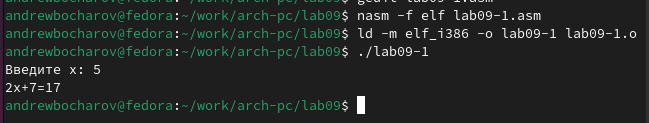 andrewbocharov@fedora:~/work/arch-pc/lab09$ nasm -f elf lab09-1.asm
andrewbocharov@fedora:~/work/arch-pc/lab09$ ld -m elf_i386 -o lab09-1 lab09-1.o
andrewbocharov@fedora:~/work/arch-pc/lab09$ ./lab09-1
Введите x: 5
2x+7=17
andrewbocharov@fedora:~/work/arch-pc/lab09$